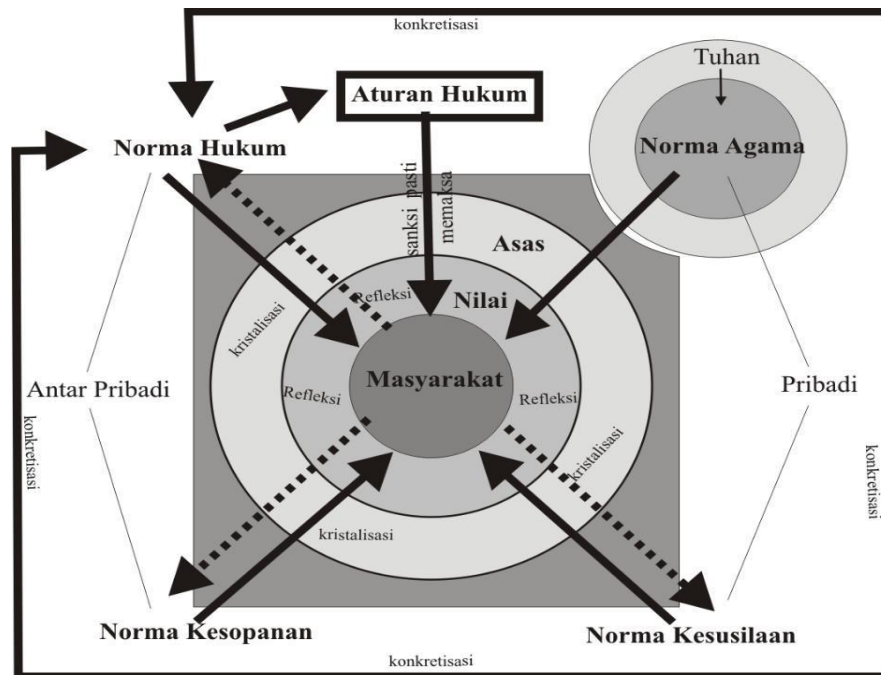 konkretisasi
Tuhan
Aturan Hukum
Norma Hukum
Norma Agama
sanksi pasti
memaksa
Asas
Refleksi
Nilai
kristalisasi
Antar Pribadi
Refleksi
Masyarakat
Refleksi
Pribadi
konkretisasi
kristalisasi
konkretisasi
kristalisasi
Norma Kesopanan
Norma Kesusilaan
konkretisasi